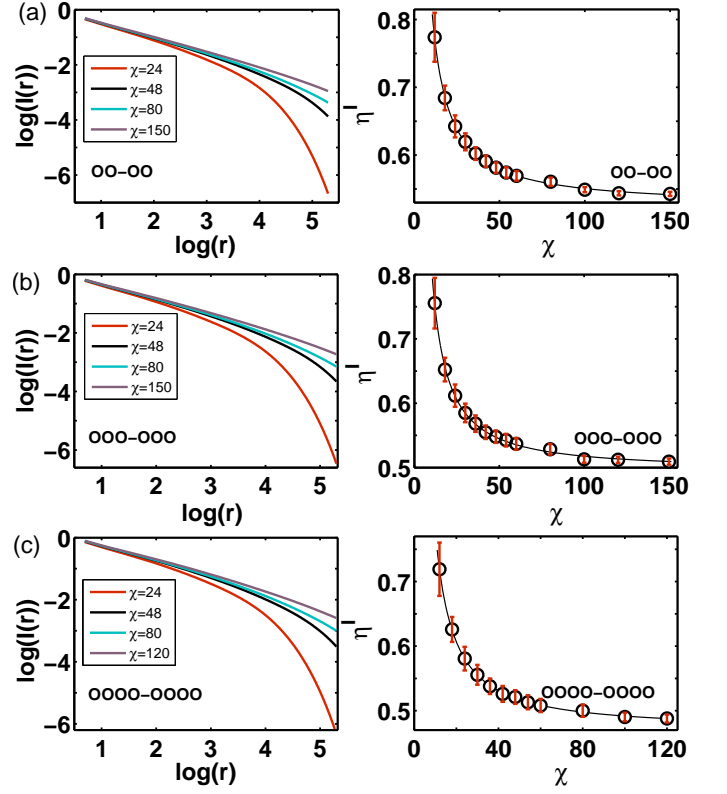 (a)
log(I(r))
0
−2
−4
−6
χ=24
χ=48
χ=80
χ=150
OO−OO
1 2 3 4 5
log(r)
η^I
0.8
0.7
0.6
OO−OO
0 50 100 150
χ
(b)
log(I(r))
0
−2
−4
−6
χ=24
χ=48
χ=80
χ=150
OOO−OOO
1 2 3 4 5
log(r)
η^I
0.8
0.7
0.6
0.5
OOO−OOO
0 50 100 150
χ
(c)
log(I(r))
0
−2
−4
−6
χ=24
χ=48
χ=80
χ=120
OOOO−OOOO
1 2 3 4 5
log(r)
η^I
0.7
0.6
0.5
OOOO−OOOO
0 40 80 120
χ